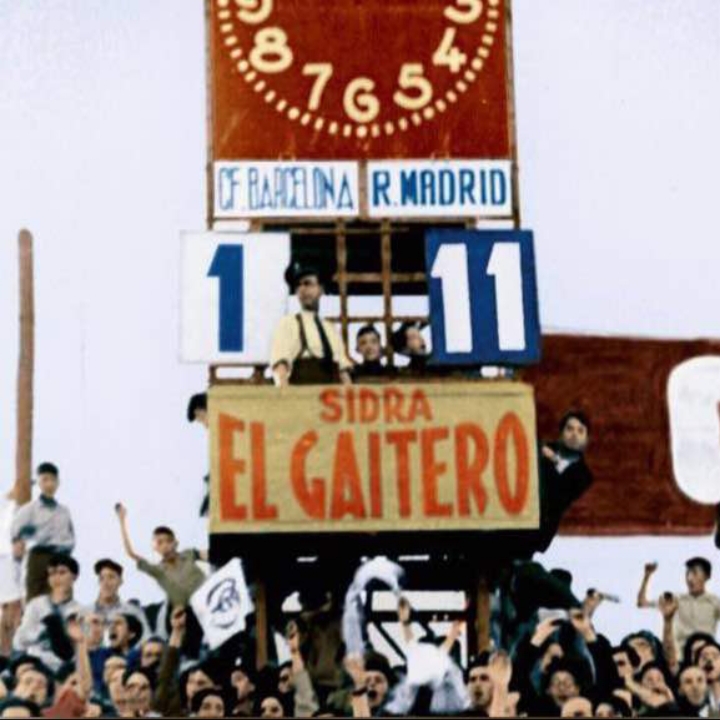 9 3
8 4
7 6 5
CF. BARCELONA R. MADRID
1 11
SIDRA
EL GAITERO